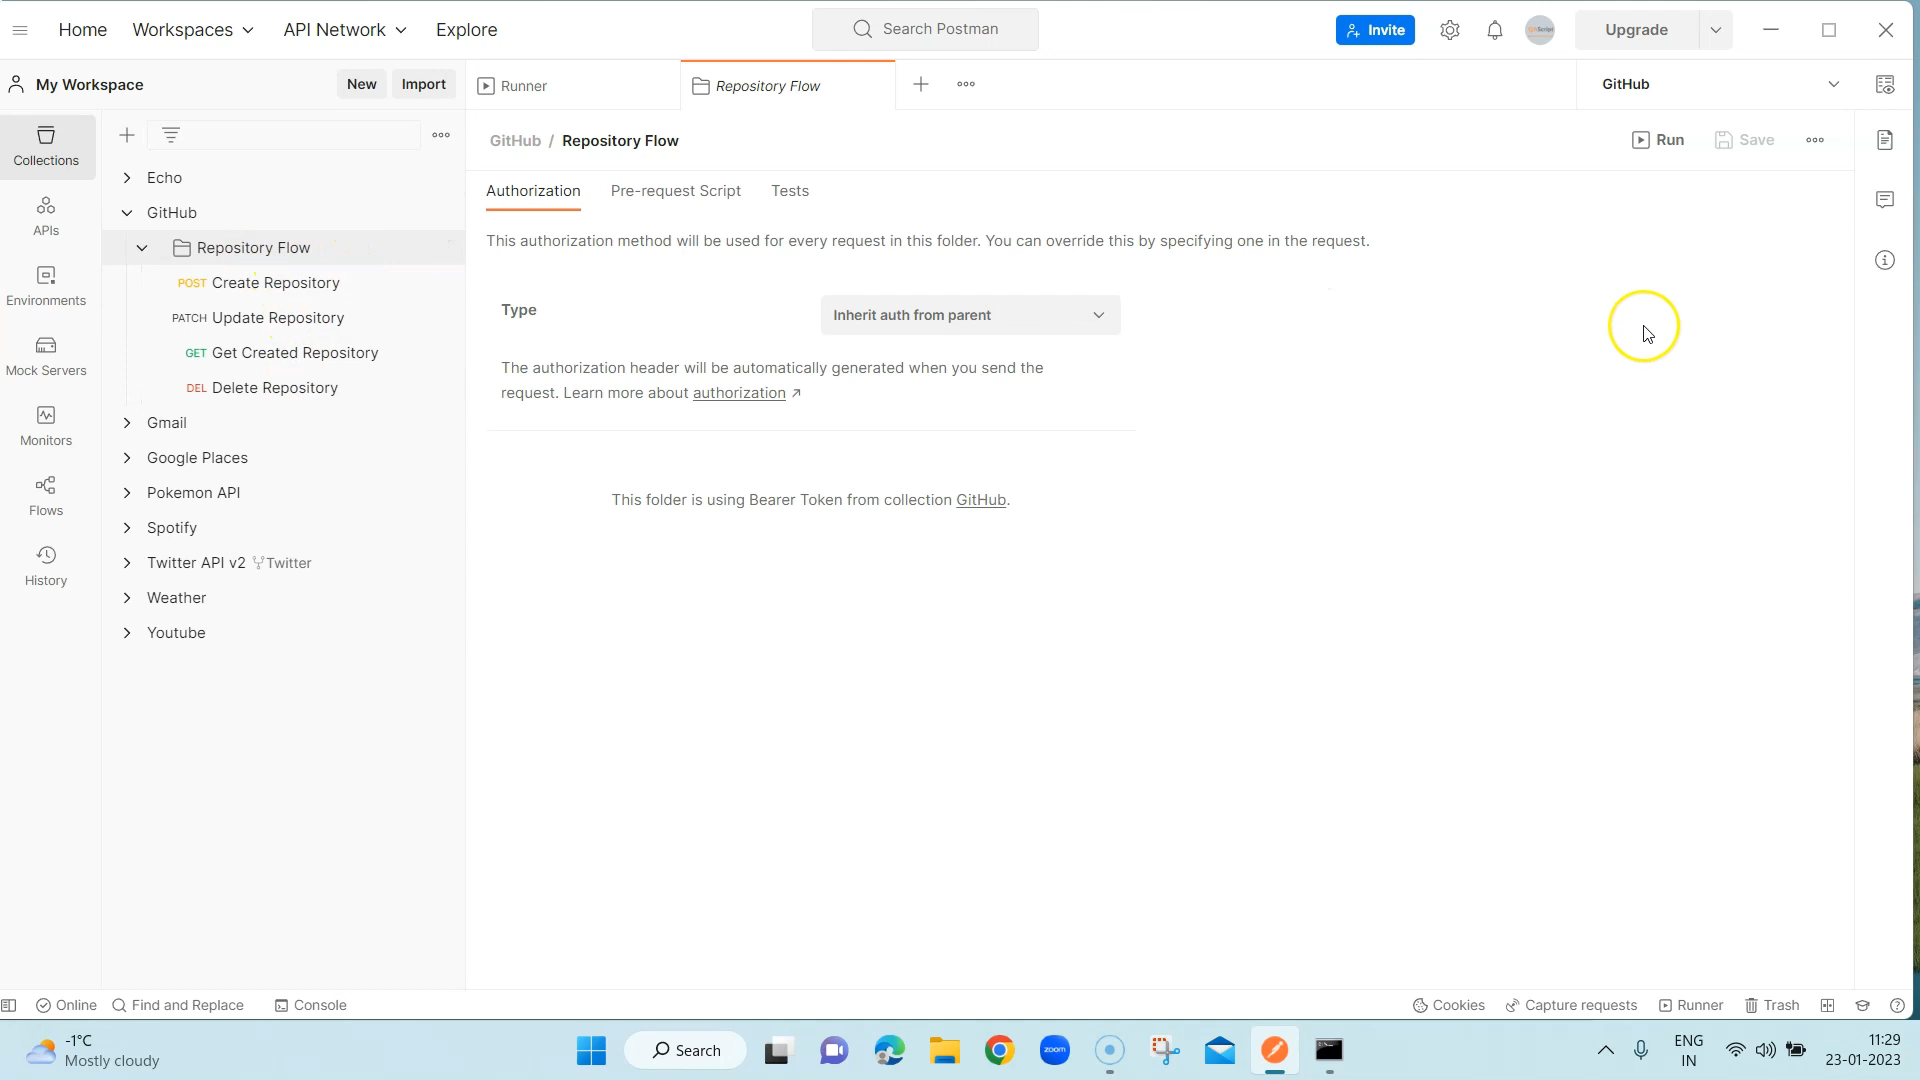 Home
Workspaces
API Network
Explore
Search Postman
Invite
Upgrade
My Workspace
New
Import
Runner
Repository Flow
GitHub
Collections
APIs
Environments
Mock Servers
Monitors
Flows
History
Echo
GitHub
Repository Flow
POST Create Repository
PATCH Update Repository
GET Get Created Repository
DEL Delete Repository
Gmail
Google Places
Pokemon API
Spotify
Twitter API v2 Twitter
Weather
Youtube
GitHub / Repository Flow
Run
Save
Authorization
Pre-request Script
Tests
This authorization method will be used for every request in this folder. You can override this by specifying one in the request.
Type
Inherit auth from parent
The authorization header will be automatically generated when you send the
request. Learn more about authorization ↗
This folder is using Bearer Token from collection GitHub.
Online
Find and Replace
Console
Cookies
Capture requests
Runner
Trash
-1°C
Mostly cloudy
Search
zoom
ENG
IN
11:29
23-01-2023